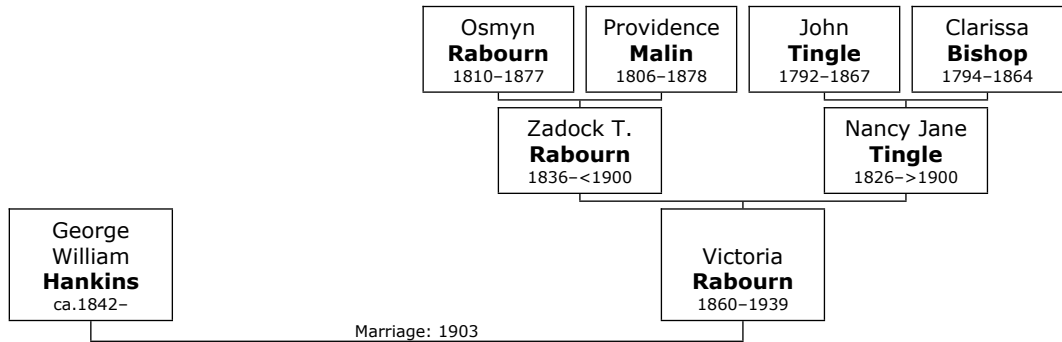 Osmyn
Rabourn
1810–1877
Providence
Malin
1806–1878
John
Tingle
1792–1867
Clarissa
Bishop
1794–1864
Zadock T.
Rabourn
1836–<1900
Nancy Jane
Tingle
1826–>1900
George
William
Hankins
ca.1842–
Victoria
Rabourn
1860–1939
Marriage: 1903